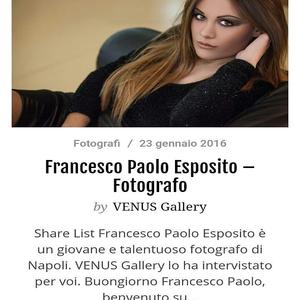 Fotografi / 23 gennaio 2016
Francesco Paolo Esposito –
Fotografo
by VENUS Gallery
Share List Francesco Paolo Esposito è
un giovane e talentuoso fotografo di
Napoli. VENUS Gallery lo ha intervistato
per voi. Buongiorno Francesco Paolo,
benvenuto su...